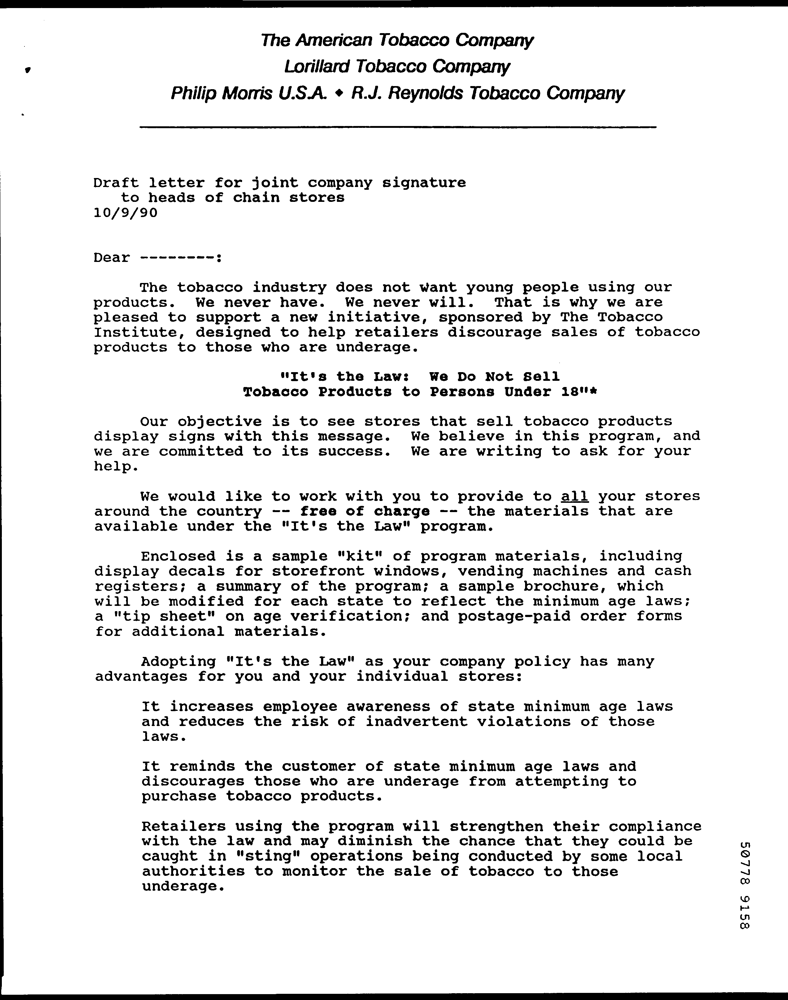 The American Tobacco Company
Lorillard Tobacco Company
Philip Morris U.S.A. ♦ R.J. Reynolds Tobacco Company
Draft letter for joint company signature
to heads of chain stores
10/9/90
Dear --------:
The tobacco industry does not want young people using our
products. We never have. We never will. That is why we are
pleased to support a new initiative, sponsored by The Tobacco
Institute, designed to help retailers discourage sales of tobacco
products to those who are underage.
"It's the Law: We Do Not Sell
Tobacco Products to Persons Under 18"*
Our objective is to see stores that sell tobacco products
display signs with this message. We believe in this program, and
we are committed to its success. We are writing to ask for your
help.
We would like to work with you to provide to all your stores
around the country -- free of charge -- the materials that are
available under the "It's the Law" program.
Enclosed is a sample "kit" of program materials, including
display decals for storefront windows, vending machines and cash
registers; a summary of the program; a sample brochure, which
will be modified for each state to reflect the minimum age laws;
a "tip sheet" on age verification; and postage-paid order forms
for additional materials.
Adopting "It's the Law" as your company policy has many
advantages for you and your individual stores:
It increases employee awareness of state minimum age laws
and reduces the risk of inadvertent violations of those
laws.
It reminds the customer of state minimum age laws and
discourages those who are underage from attempting to
purchase tobacco products.
Retailers using the program will strengthen their compliance
with the law and may diminish the chance that they could be
caught in "sting" operations being conducted by some local
authorities to monitor the sale of tobacco to those
underage.
50778 9158